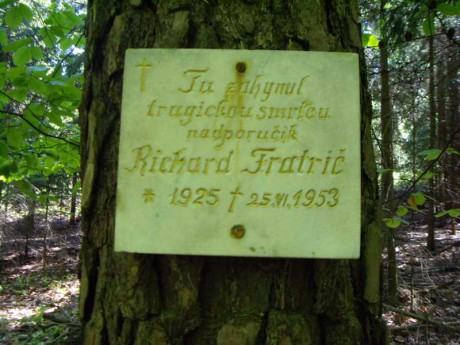 Tu zahynul
tragickou smrťou
nadporučík
Richard Fratrič
* 1925 † 25.VI.1953